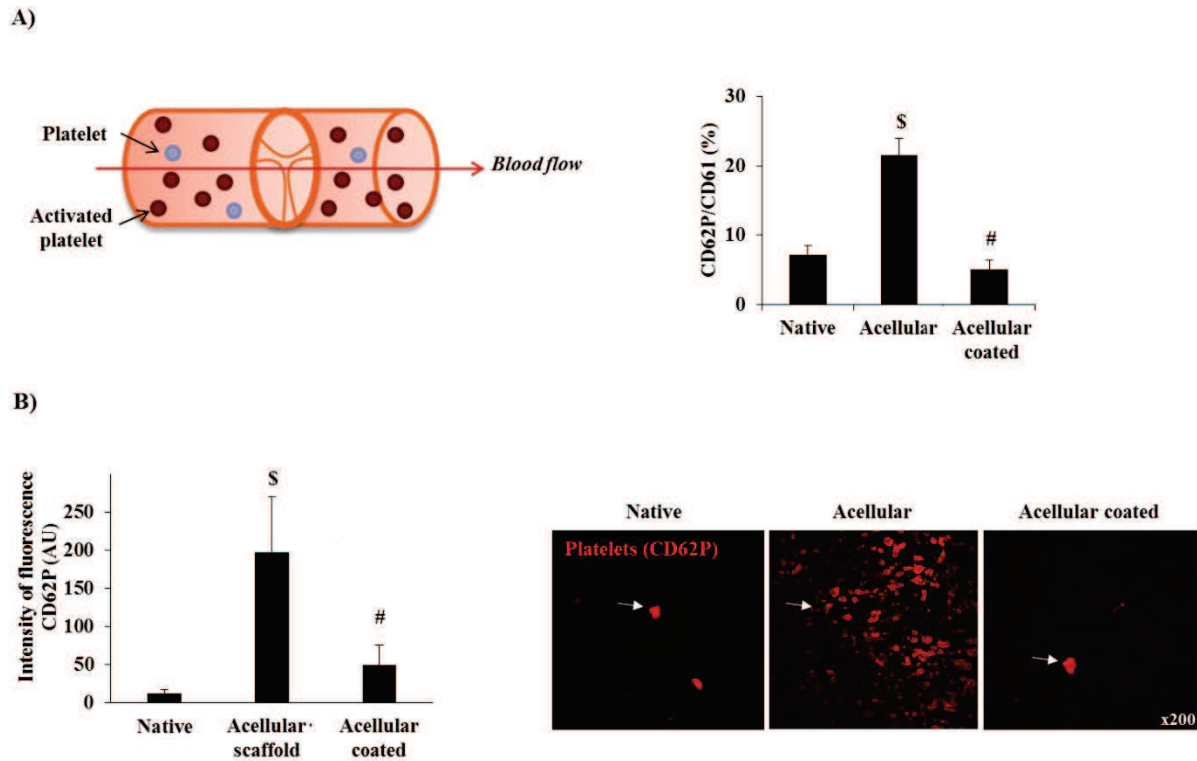 A)
Platelet
Activated
platelet
Blood flow
CD62P/CD61 (%)
30
20
10
0
$
#
Native
Acellular
Acellular
coated
B)
Intensity of fluorescence
CD62P (AU)
250
200
150
100
50
0
$
#
Native
Acellular
scaffold
Acellular
coated
Native
Acellular
Acellular coated
Platelets (CD62P)
x200